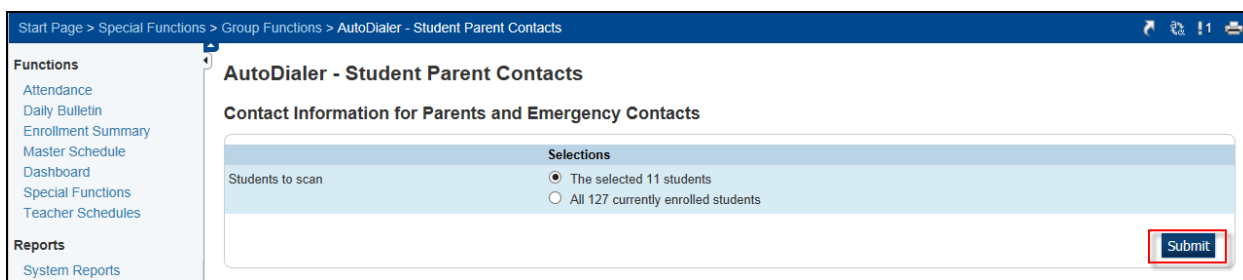 Start Page > Special Functions > Group Functions > AutoDialer - Student Parent Contacts
!1
Functions
Attendance
Daily Bulletin
Enrollment Summary
Master Schedule
Dashboard
Special Functions
Teacher Schedules
Reports
System Reports
AutoDialer - Student Parent Contacts
Contact Information for Parents and Emergency Contacts
Selections
Students to scan
The selected 11 students
All 127 currently enrolled students
Submit